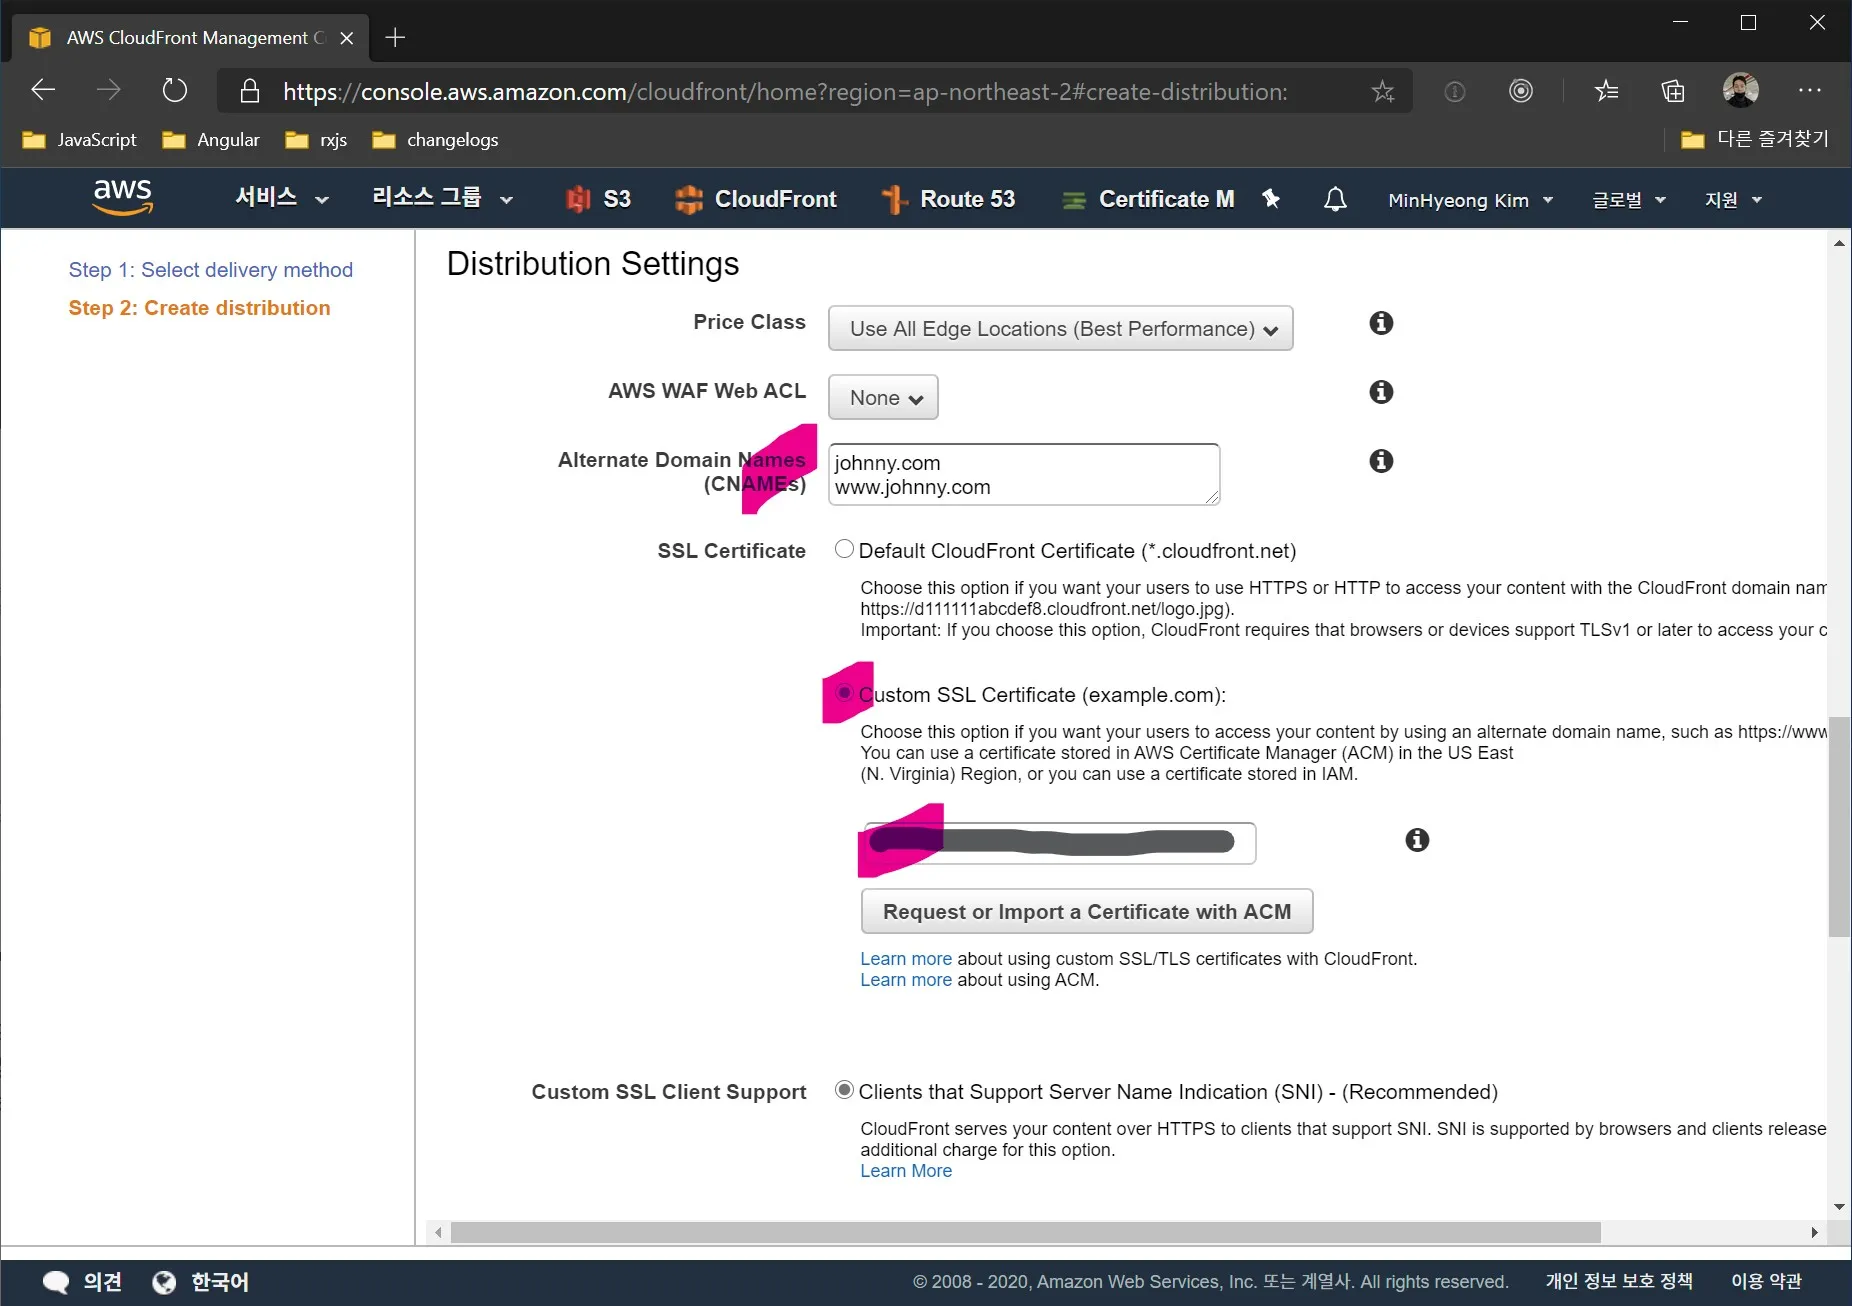 AWS CloudFront Management C
https://console.aws.amazon.com/cloudfront/home?region=ap-northeast-2#create-distribution:
JavaScript Angular rxjs changelogs 다른 즐겨찾기
aws 서비스 리소스 그룹 S3 CloudFront Route 53 Certificate M MinHyeong Kim 글로벌 지원
Step 1: Select delivery method
Step 2: Create distribution
Distribution Settings
Price Class Use All Edge Locations (Best Performance)
AWS WAF Web ACL None
Alternate Domain Names
(CNAMEs)
johnny.com
www.johnny.com
SSL Certificate Default CloudFront Certificate (*.cloudfront.net)
Choose this option if you want your users to use HTTPS or HTTP to access your content with the CloudFront domain nam
https://d111111abcdef8.cloudfront.net/logo.jpg).
Important: If you choose this option, CloudFront requires that browsers or devices support TLSv1 or later to access your c
Custom SSL Certificate (example.com):
Choose this option if you want your users to access your content by using an alternate domain name, such as https://www
You can use a certificate stored in AWS Certificate Manager (ACM) in the US East
(N. Virginia) Region, or you can use a certificate stored in IAM.
Request or Import a Certificate with ACM
Learn more about using custom SSL/TLS certificates with CloudFront.
Learn more about using ACM.
Custom SSL Client Support Clients that Support Server Name Indication (SNI) - (Recommended)
CloudFront serves your content over HTTPS to clients that support SNI. SNI is supported by browsers and clients release
additional charge for this option.
Learn More
의견 한국어 © 2008 - 2020, Amazon Web Services, Inc. 또는 계열사. All rights reserved. 개인 정보 보호 정책 이용 약관